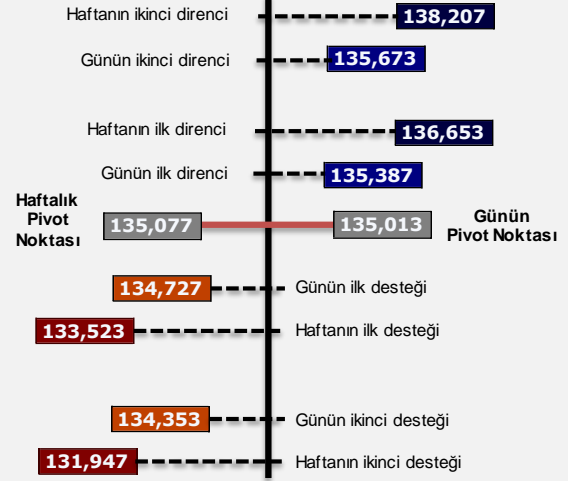 Haftanın ikinci direnci 138,207
Günün ikinci direnci 135,673
Haftanın ilk direnci 136,653
Günün ilk direnci 135,387
Haftalık
Pivot
Noktası
135,077 135,013
Günün
Pivot Noktası
134,727 Günün ilk desteği
133,523 Haftanın ilk desteği
134,353 Günün ikinci desteği
131,947 Haftanın ikinci desteği